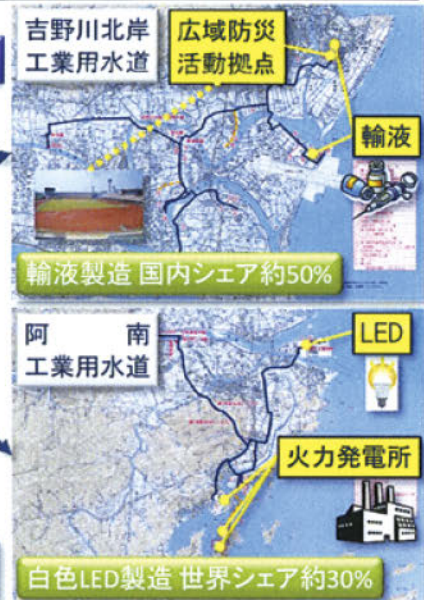 吉野川北岸
工業用水道
広域防災
活動拠点
輸液
輸液製造 国内シェア約50%
阿　　南
工業用水道
LED
火力発電所
白色LED製造 世界シェア約30%